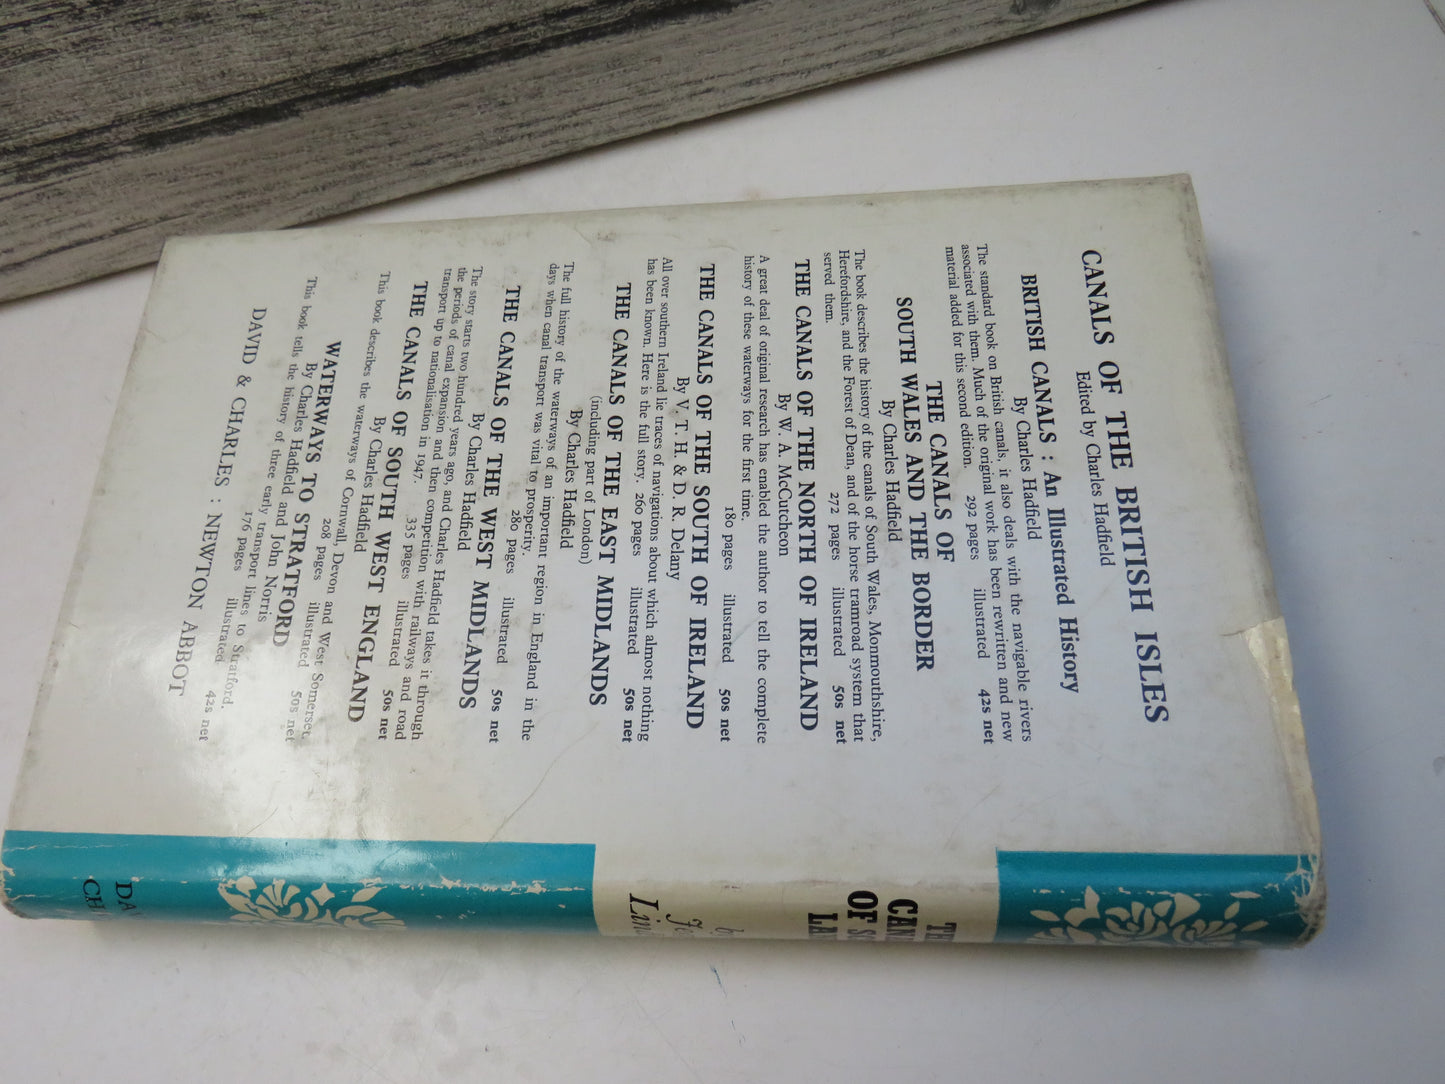 CANALS OF THE BRITISH ISLES
Edited by Charles Hadfield
BRITISH CANALS : An Illustrated History
By Charles Hadfield
The standard book on British canals, it also deals with the navigable rivers
associated with them. Much of the original work has been rewritten and new
material added for this second edition. 292 pages illustrated 42s net
THE CANALS OF
SOUTH WALES AND THE BORDER
By Charles Hadfield
The book describes the history of the canals of South Wales, Monmouthshire,
Herefordshire, and the Forest of Dean, and of the horse tramroad system that
served them. 272 pages illustrated 50s net
THE CANALS OF THE NORTH OF IRELAND
By W. A. McCutcheon
A great deal of original research has enabled the author to tell the complete
history of these waterways for the first time. 180 pages illustrated 50s net
THE CANALS OF THE SOUTH OF IRELAND
By V. T. H. & D. R. Delany
All over southern Ireland lie traces of navigations about which almost nothing
has been known. Here is the full story. 260 pages illustrated 50s net
THE CANALS OF THE EAST MIDLANDS
(including part of London)
By Charles Hadfield
The full history of the waterways of an important region in England in the
days when canal transport was vital to prosperity. 280 pages illustrated 50s net
THE CANALS OF THE WEST MIDLANDS
By Charles Hadfield
The story starts two hundred years ago, and Charles Hadfield takes it through
the periods of canal expansion and then competition with railways and road
transport up to nationalisation in 1947. 335 pages illustrated 50s net
THE CANALS OF SOUTH WEST ENGLAND
By Charles Hadfield
This book describes the waterways of Cornwall, Devon and West Somerset.
208 pages illustrated 50s net
WATERWAYS TO STRATFORD
By Charles Hadfield and John Norris
This book tells the history of three early transport lines to Stratford.
176 pages illustrated 42s net
DAVID & CHARLES : NEWTON ABBOT